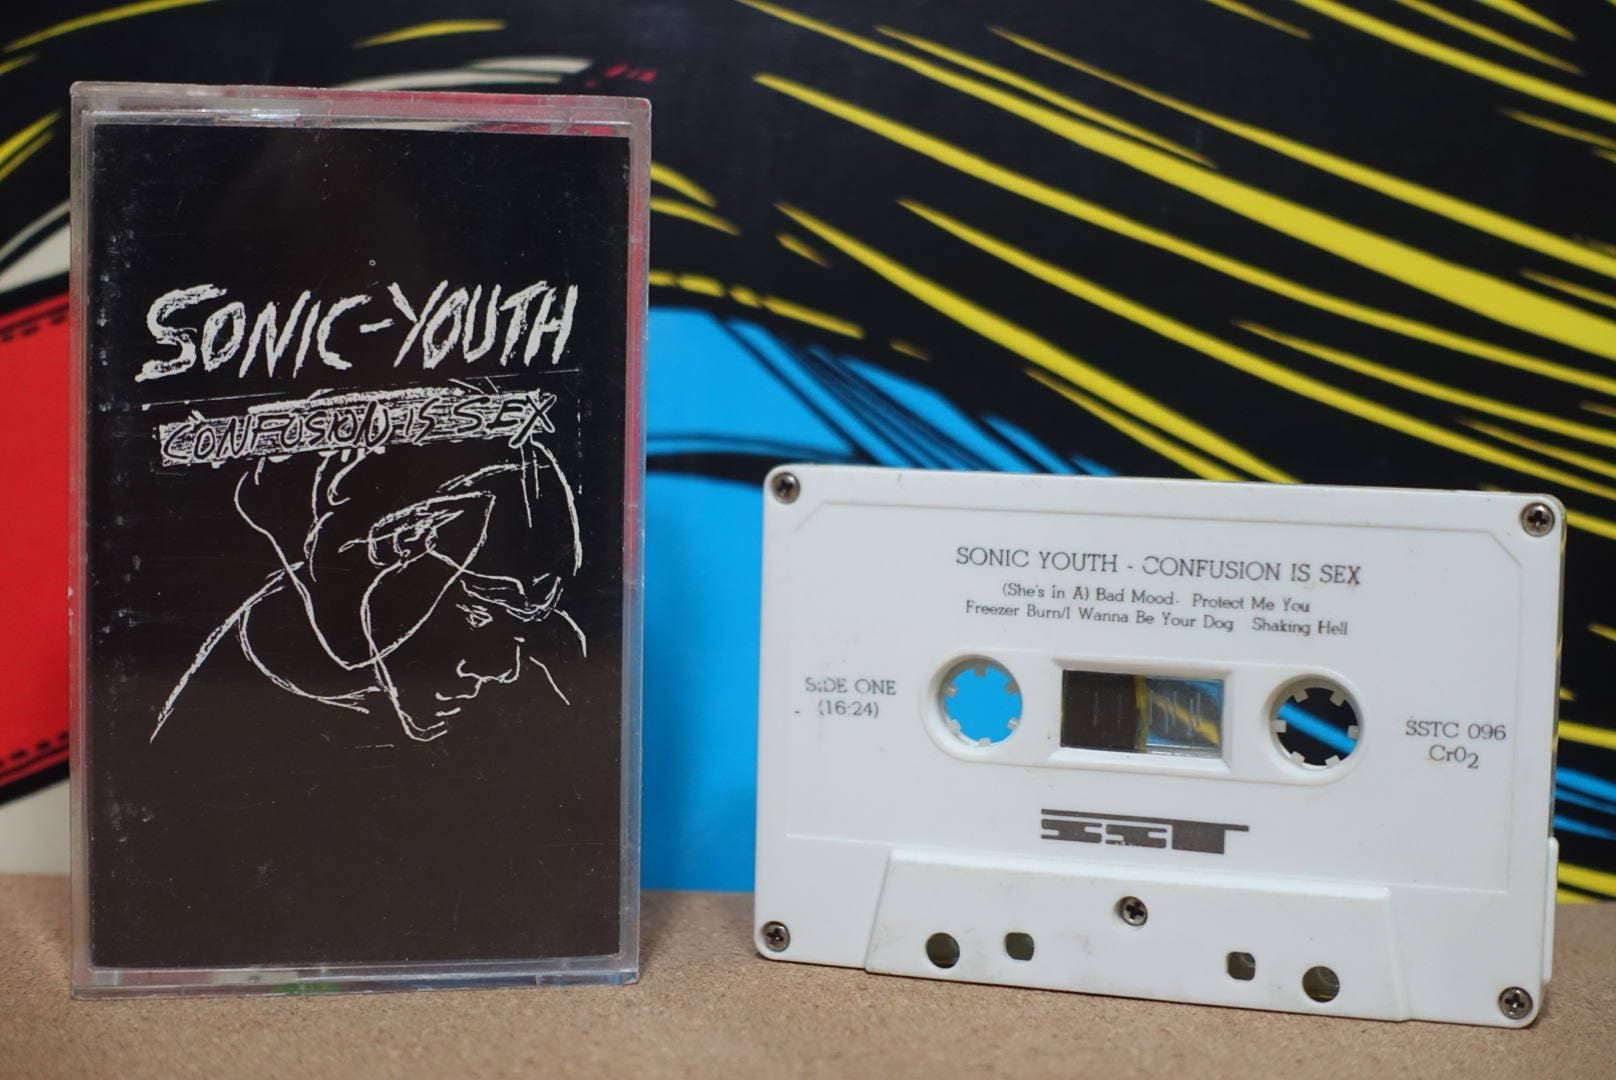 SONIC-YOUTH
CONFUSION IS SEX
SONIC YOUTH - CONFUSION IS SEX
(She's in A) Bad Mood- Protect Me You
Freezer Burn/I Wanna Be Your Dog Shaking Hell
SIDE ONE
(16:24)
SSTC 096
CrO2
SST